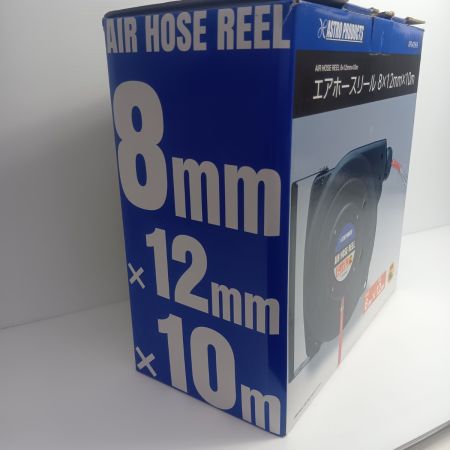 AIR HOSE REEL
8mm
×12mm
×10m
ASTRO PRODUCTS
AIR HOSE REEL 8×12mm×10m
エアホースリール 8×12mm×10m
AIR HOSE REEL